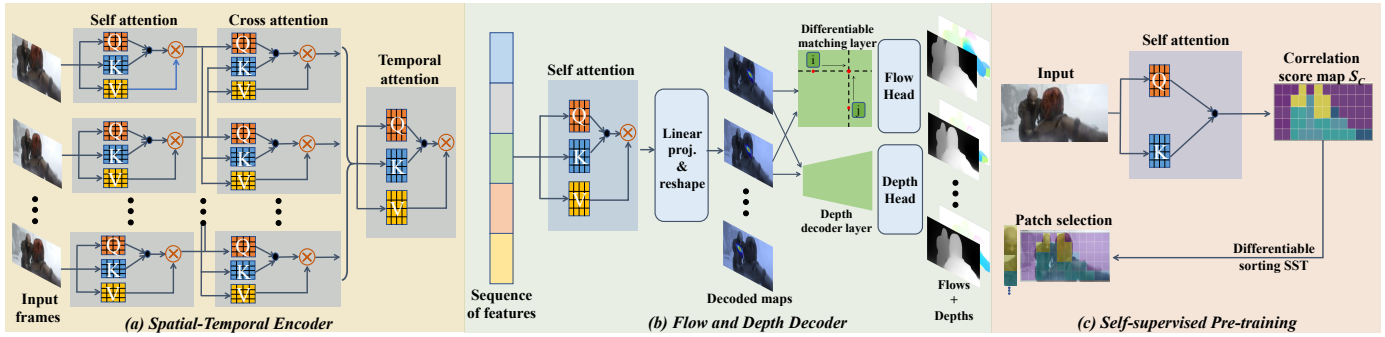 Self attention
Cross attention
Q
K
V
Q
K
V
Temporal
attention
Q
K
V
Q
K
V
Q
K
V
Q
K
V
Q
K
V
Input
frames
(a) Spatial-Temporal Encoder
Sequence
of features
Self attention
Q
K
V
Linear
proj.
&
reshape
Decoded maps
Differentiable
matching layer
i
j
Flow
Head
Depth
decoder layer
Depth
Head
Flows
+
Depths
(b) Flow and Depth Decoder
Input
Self attention
Q
K
Correlation
score map SC
Patch selection
Differentiable
sorting SST
(c) Self-supervised Pre-training